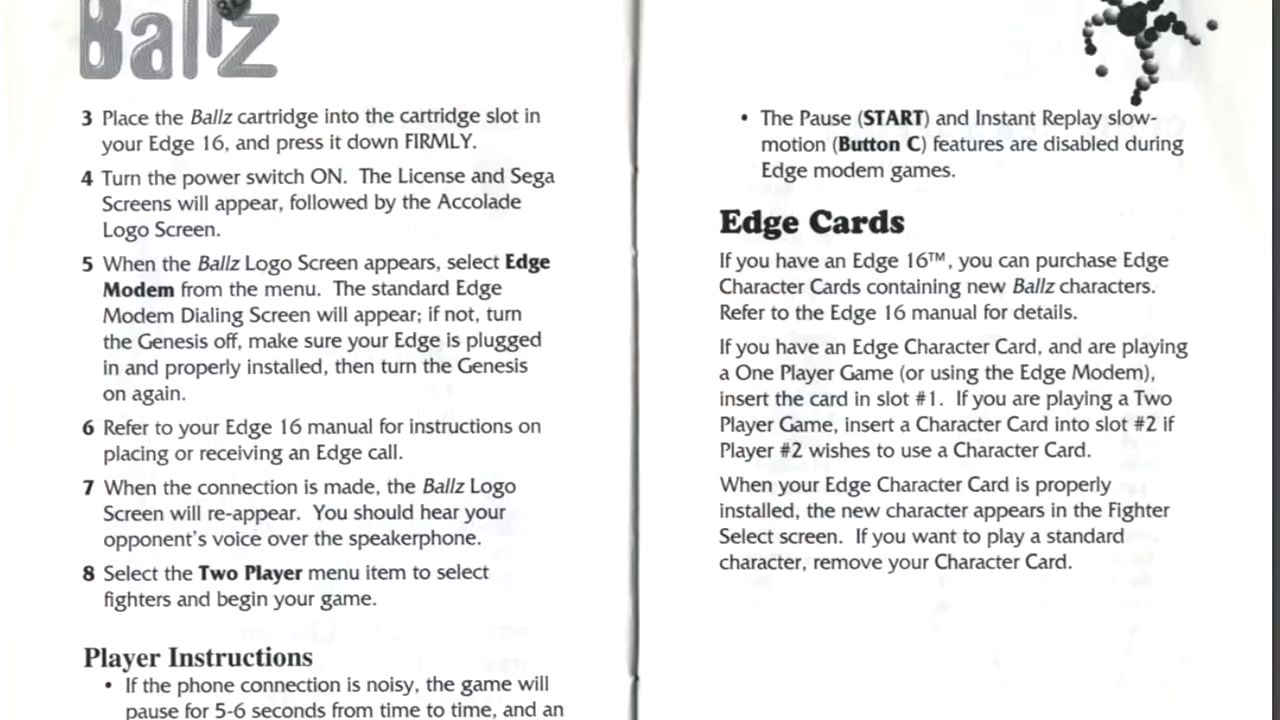 Ballz
3 Place the Ballz cartridge into the cartridge slot in
your Edge 16, and press it down FIRMLY.
4 Turn the power switch ON. The License and Sega
Screens will appear, followed by the Accolade
Logo Screen.
5 When the Ballz Logo Screen appears, select Edge
Modem from the menu. The standard Edge
Modem Dialing Screen will appear; if not, turn
the Genesis off, make sure your Edge is plugged
in and properly installed, then turn the Genesis
on again.
6 Refer to your Edge 16 manual for instructions on
placing or receiving an Edge call.
7 When the connection is made, the Ballz Logo
Screen will re-appear. You should hear your
opponent's voice over the speakerphone.
8 Select the Two Player menu item to select
fighters and begin your game.
Player Instructions
• If the phone connection is noisy, the game will
pause for 5-6 seconds from time to time, and an
• The Pause (START) and Instant Replay slow-
motion (Button C) features are disabled during
Edge modem games.
Edge Cards
If you have an Edge 16™, you can purchase Edge
Character Cards containing new Ballz characters.
Refer to the Edge 16 manual for details.
If you have an Edge Character Card, and are playing
a One Player Game (or using the Edge Modem),
insert the card in slot #1. If you are playing a Two
Player Game, insert a Character Card into slot #2 if
Player #2 wishes to use a Character Card.
When your Edge Character Card is properly
installed, the new character appears in the Fighter
Select screen. If you want to play a standard
character, remove your Character Card.